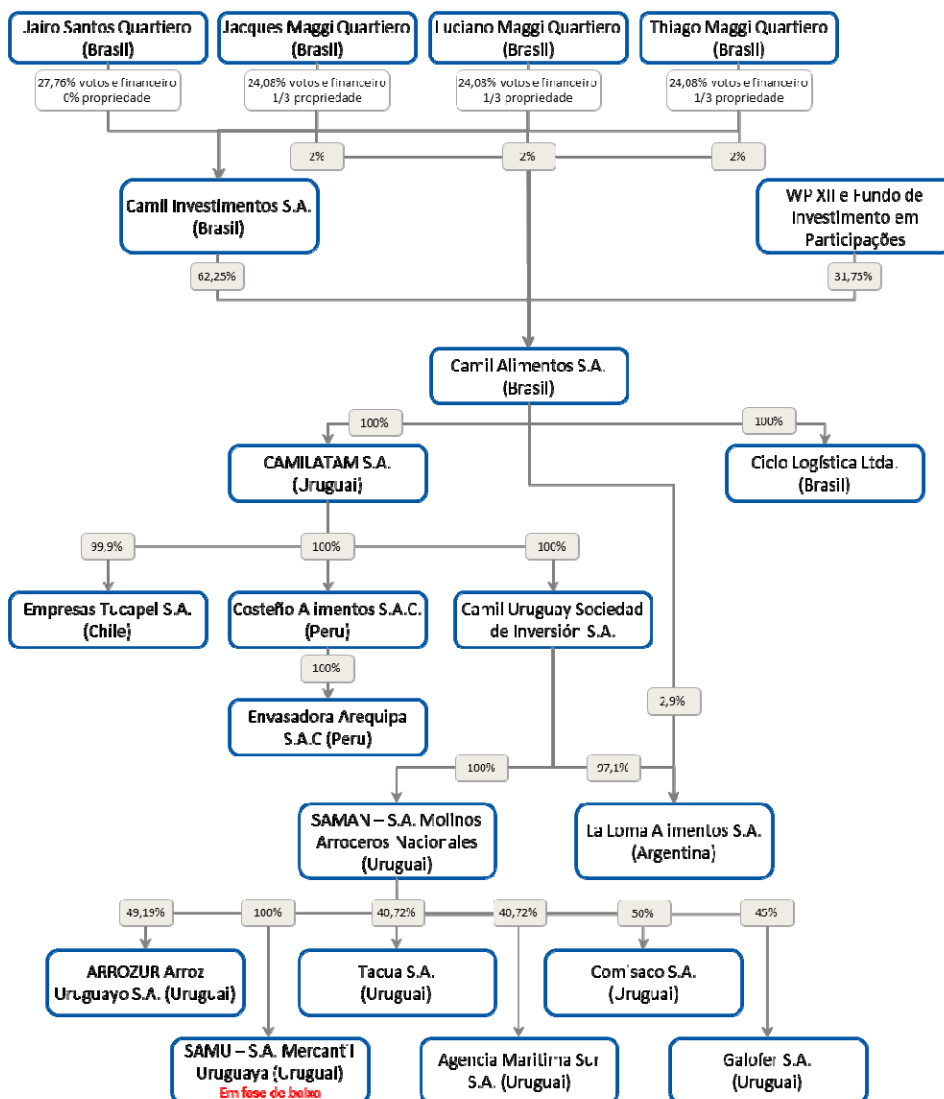 Jairo Santos Quartiero
(Brasil)
Jacques Maggi Quartiero
(Brasil)
Luciano Maggi Quartiero
(Brasil)
Thiago Maggi Quartiero
(Brasil)
27,76% votos e financeiro
0% propriedade
24,08% votos e financeiro
1/3 propriedade
24,08% votos e financeiro
1/3 propriedade
24,08% votos e financeiro
1/3 propriedade
2%
2%
2%
Camil Investimentos S.A.
(Brasil)
WP XII e Fundo de
Investimento em
Participações
62,25%
31,75%
Camil Alimentos S.A.
(Brasil)
100%
100%
CAMILATAM S.A.
(Uruguai)
Ciclo Logística Ltda.
(Brasil)
99,9%
100%
100%
Empresas Tucapel S.A.
(Chile)
Costeño Alimentos S.A.C.
(Peru)
Camil Uruguay Sociedad
de Inversión S.A.
100%
Envasadora Arequipa
S.A.C (Peru)
2,9%
100%
97,1%
SAMAN – S.A. Molinos
Arroceros Nacionales
(Uruguai)
La Loma Alimentos S.A.
(Argentina)
49,19%
100%
40,72%
40,72%
50%
45%
ARROZUR Arroz
Uruguayo S.A. (Uruguai)
Tacua S.A.
(Uruguai)
Comisaco S.A.
(Uruguai)
SAMU – S.A. Mercantil
Uruguaya (Uruguai)
Em fase de baixa
Agencia Marítima Sur
S.A. (Uruguai)
Galofer S.A.
(Uruguai)